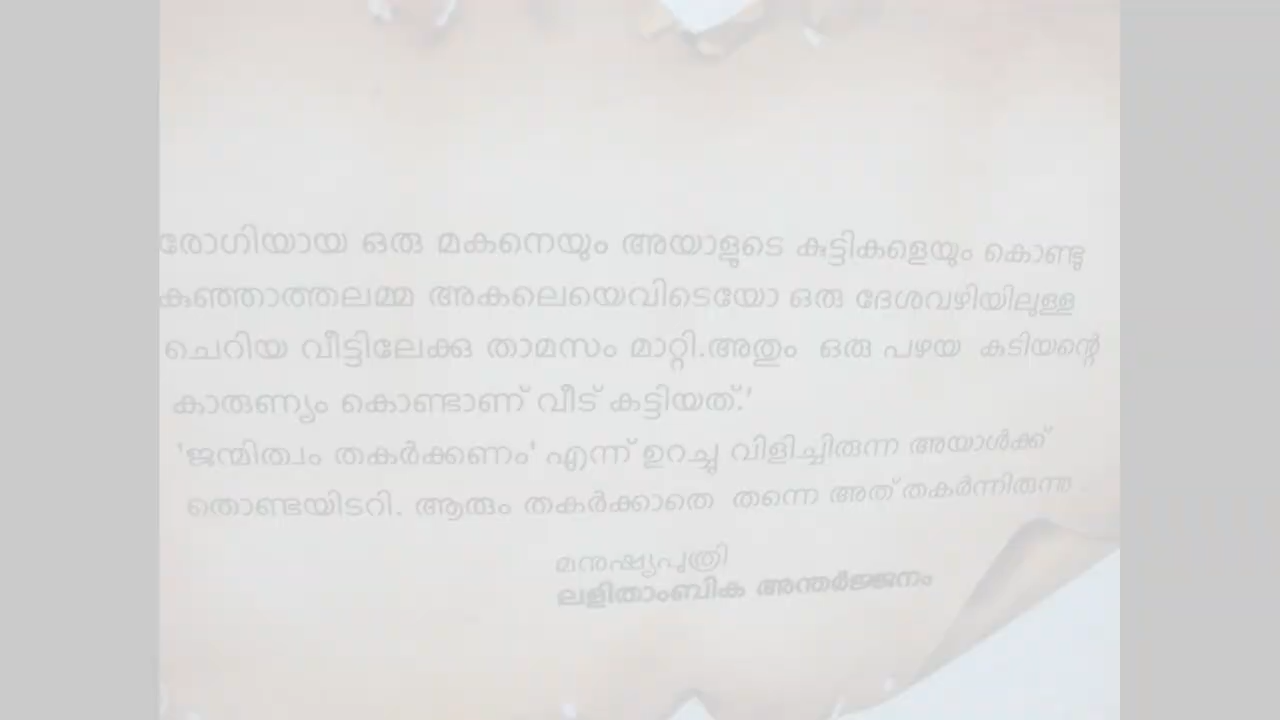 രോഗിയായ ഒരു മകനെയും അയാളുടെ കുട്ടികളെയും കൊണ്ടു
കുഞ്ഞാത്തലമ്മ അകലെയെവിടെയോ ഒരു ദേശവഴിയിലുള്ള
ചെറിയ വീട്ടിലേക്കു താമസം മാറ്റി.അതും ഒരു പഴയ കുടിയന്റെ
കാരുണ്യം കൊണ്ടാണ് വീട് കട്ടിയത്.'
'ജന്മിത്വം തകർക്കണം' എന്ന് ഉറച്ചു വിളിച്ചിരുന്ന അയാൾക്ക്
തൊണ്ടയിടറി. ആരും തകർക്കാതെ തന്നെ അത് തകർന്നിരുന്നു .
മനുഷ്യപുത്രി
ലളിതാംബിക അന്തർജ്ജനം